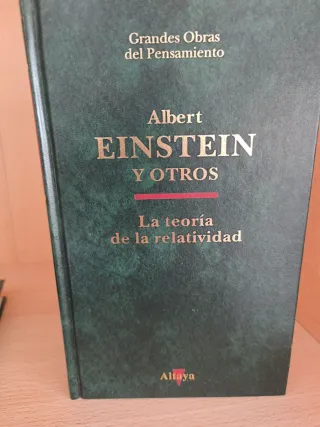 Grandes Obras
del Pensamiento
Albert
EINSTEIN
Y OTROS
La teoría
de la relatividad
Altaya